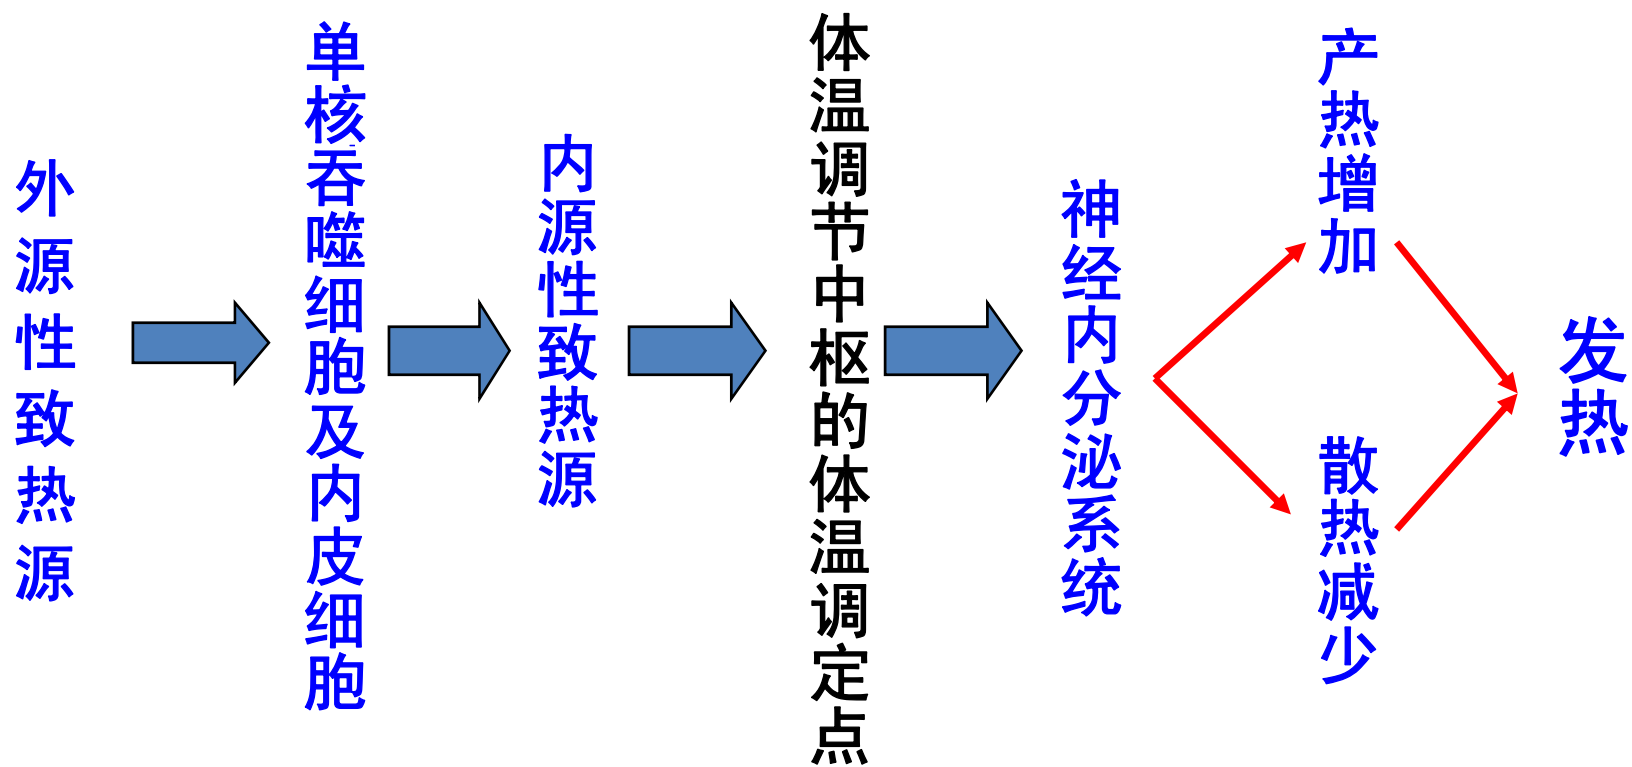 外源性致热源
单核吞噬细胞及内皮细胞
内源性致热源
体温调节中枢的体温调定点
神经内分泌系统
产热增加
散热减少
发热